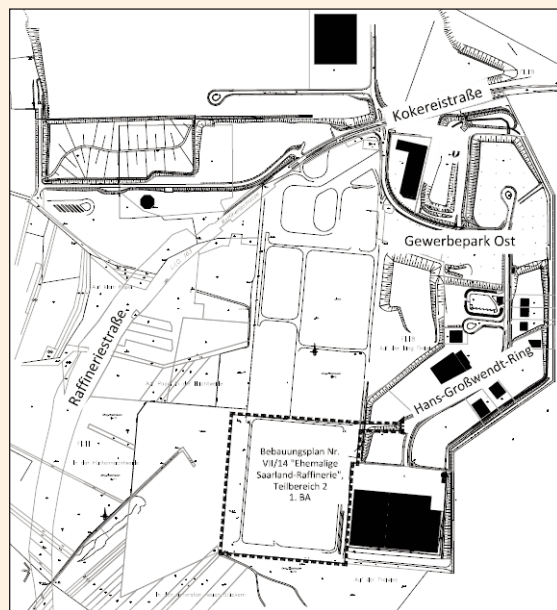 Kokereistraße
Gewerbepark Ost
Raffineriestraße
Hans-Großwendt-Ring
Bebauungsplan Nr.
VII/14 "Ehemalige
Saarland-Raffinerie",
Teilbereich 2
1. BA